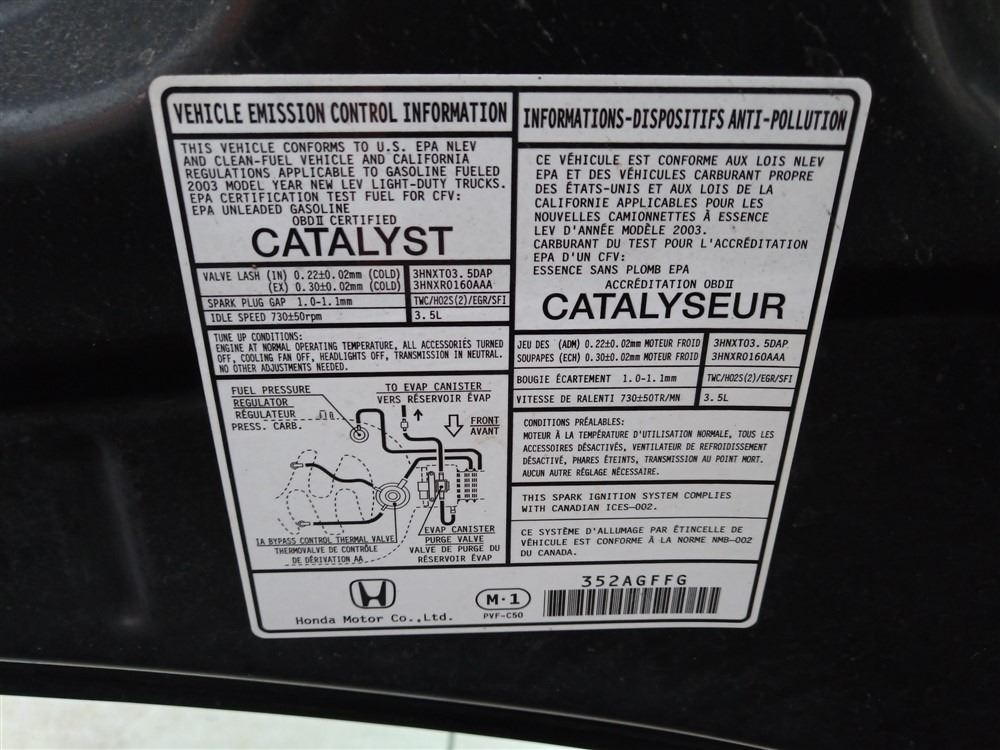 VEHICLE EMISSION CONTROL INFORMATION
THIS VEHICLE CONFORMS TO U.S. EPA NLEV
AND CLEAN-FUEL VEHICLE AND CALIFORNIA
REGULATIONS APPLICABLE TO GASOLINE FUELED
2003 MODEL YEAR NEW LEV LIGHT-DUTY TRUCKS.
EPA CERTIFICATION TEST FUEL FOR CFV:
EPA UNLEADED GASOLINE
OBDⅡ CERTIFIED
CATALYST
VALVE LASH (IN) 0.22±0.02mm (COLD)
(EX) 0.30±0.02mm (COLD)
3HNXT03.5DAP
3HNXR0160AAA
SPARK PLUG GAP 1.0-1.1mm
TWC/HO2S(2)/EGR/SFI
IDLE SPEED 730±50rpm
3.5L
TUNE UP CONDITIONS:
ENGINE AT NORMAL OPERATING TEMPERATURE, ALL ACCESSORIES TURNED
OFF, COOLING FAN OFF, HEADLIGHTS OFF, TRANSMISSION IN NEUTRAL.
NO OTHER ADJUSTMENTS NEEDED.
FUEL PRESSURE
REGULATOR
RÉGULATEUR
PRESS. CARB.
TO EVAP CANISTER
VERS RÉSERVOIR ÉVAP
FRONT
AVANT
IA BYPASS CONTROL THERMAL VALVE
THERMOVALVE DE CONTRÔLE
DE DÉRIVATION AA
EVAP CANISTER
PURGE VALVE
VALVE DE PURGE DU
RÉSERVOIR ÉVAP
INFORMATIONS-DISPOSITIFS ANTI-POLLUTION
CE VÉHICULE EST CONFORME AUX LOIS NLEV
EPA ET DES VÉHICULES CARBURANT PROPRE
DES ÉTATS-UNIS ET AUX LOIS DE LA
CALIFORNIE APPLICABLES POUR LES
NOUVELLES CAMIONNETTES À ESSENCE
LEV D'ANNÉE MODÈLE 2003.
CARBURANT DU TEST POUR L'ACCRÉDITATION
EPA D'UN CFV:
ESSENCE SANS PLOMB EPA
ACCRÉDITATION OBDⅡ
CATALYSEUR
JEU DES (ADM) 0.22±0.02mm MOTEUR FROID
SOUPAPES (ECH) 0.30±0.02mm MOTEUR FROID
3HNXT03.5DAP
3HNXR0160AAA
BOUGIE ÉCARTEMENT 1.0-1.1mm
TWC/HO2S(2)/EGR/SFI
VITESSE DE RALENTI 730±50TR/MN
3.5L
CONDITIONS PRÉALABLES:
MOTEUR À LA TEMPÉRATURE D'UTILISATION NORMALE, TOUS LES
ACCESSOIRES DÉSACTIVÉS, VENTILATEUR DE REFROIDISSEMENT
DÉSACTIVÉ, PHARES ÉTEINTS, TRANSMISSION AU POINT MORT.
AUCUN AUTRE RÉGLAGE NÉCESSAIRE.
THIS SPARK IGNITION SYSTEM COMPLIES
WITH CANADIAN ICES-002.
CE SYSTÈME D'ALLUMAGE PAR ÉTINCELLE DE
VÉHICULE EST CONFORME À LA NORME NMB-002
DU CANADA.
Honda Motor Co.,Ltd.
M·1
PVF-C50
352AGFFG